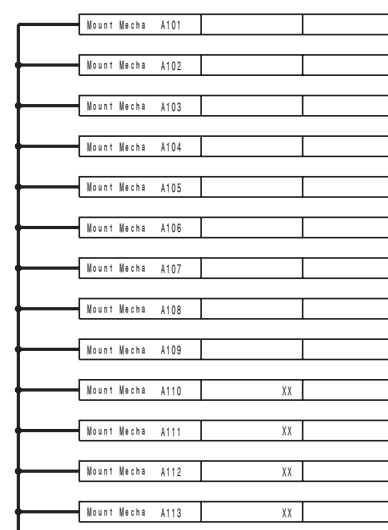 Mount Mecha A101
Mount Mecha A102
Mount Mecha A103
Mount Mecha A104
Mount Mecha A105
Mount Mecha A106
Mount Mecha A107
Mount Mecha A108
Mount Mecha A109
Mount Mecha A110 XX
Mount Mecha A111 XX
Mount Mecha A112 XX
Mount Mecha A113 XX